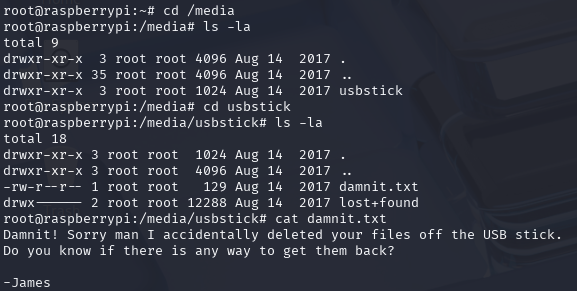 root@raspberrypi:~# cd /media
root@raspberrypi:/media# ls -la
total 9
drwxr-xr-x  3 root root 4096 Aug 14  2017 .
drwxr-xr-x 35 root root 4096 Aug 14  2017 ..
drwxr-xr-x  3 root root 1024 Aug 14  2017 usbstick
root@raspberrypi:/media# cd usbstick
root@raspberrypi:/media/usbstick# ls -la
total 18
drwxr-xr-x 3 root root  1024 Aug 14  2017 .
drwxr-xr-x 3 root root  4096 Aug 14  2017 ..
-rw-r--r-- 1 root root   129 Aug 14  2017 damnit.txt
drwx------ 2 root root 12288 Aug 14  2017 lost+found
root@raspberrypi:/media/usbstick# cat damnit.txt
Damnit! Sorry man I accidentally deleted your files off the USB stick.
Do you know if there is any way to get them back?
-James